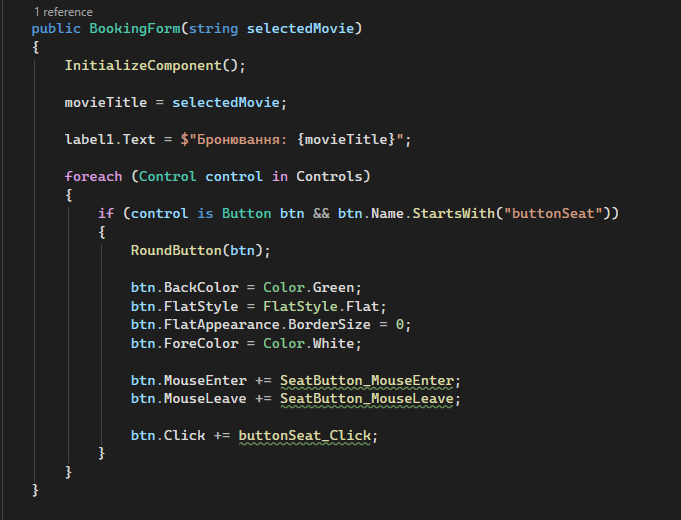 1 reference
public BookingForm(string selectedMovie)
{
InitializeComponent();
movieTitle = selectedMovie;
label1.Text = $"Бронювання: {movieTitle}";
foreach (Control control in Controls)
{
if (control is Button btn && btn.Name.StartsWith("buttonSeat"))
{
RoundButton(btn);
btn.BackColor = Color.Green;
btn.FlatStyle = FlatStyle.Flat;
btn.FlatAppearance.BorderSize = 0;
btn.ForeColor = Color.White;
btn.MouseEnter += SeatButton_MouseEnter;
btn.MouseLeave += SeatButton_MouseLeave;
btn.Click += buttonSeat_Click;
}
}
}